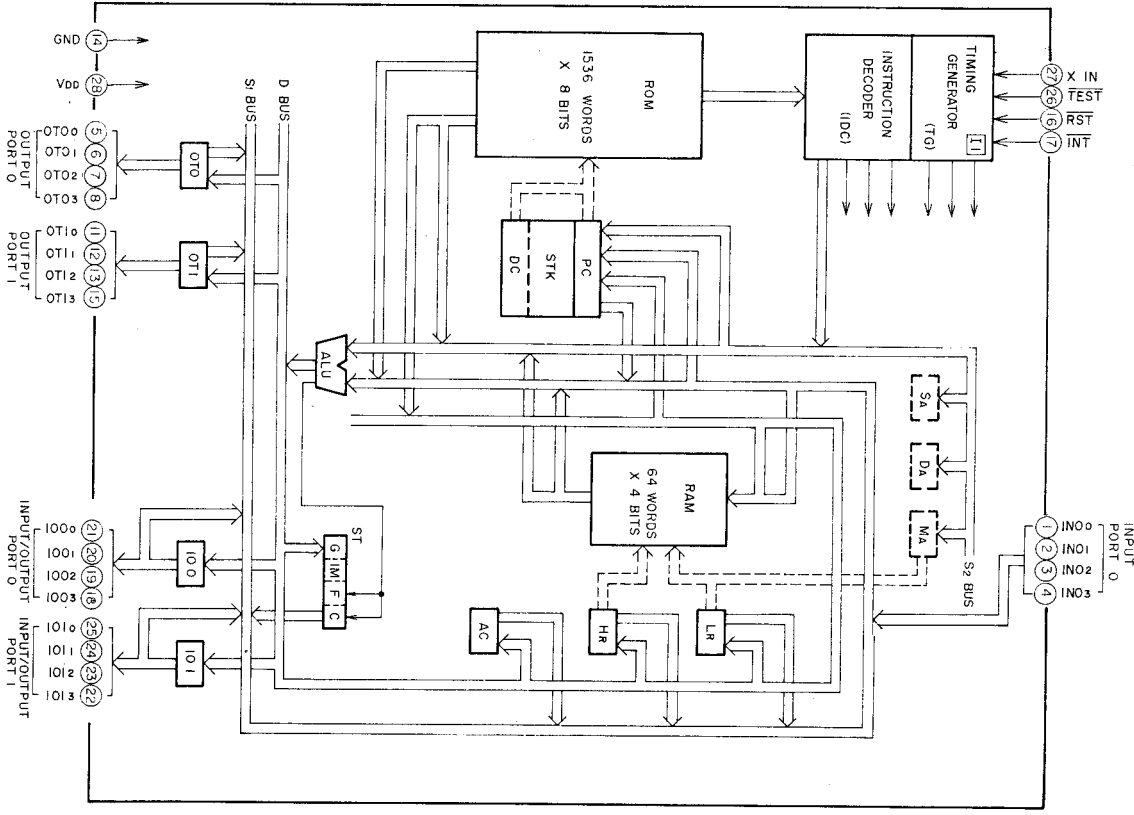 GND 14
VDD 28
OT00 5
OT01 6
OT02 7
OT03 8
OUTPUT PORT 0
OT10 11
OT11 12
OT12 13
OT13 15
OUTPUT PORT 1
IO00 21
IO01 20
IO02 19
IO03 18
INPUT/OUTPUT PORT 0
IO10 25
IO11 24
IO12 23
IO13 22
INPUT/OUTPUT PORT 1
S1 BUS
D BUS
OT0
OT1
IO0
IO1
ALU
ST
G IM F C
ROM
1536 WORDS
X 8 BITS
DC
STK
PC
RAM
64 WORDS
X 4 BITS
AC
HR
LR
INSTRUCTION
DECODER
(IDC)
TIMING
GENERATOR
(TG)
SA
DA
MA
S2 BUS
27 X IN
26 TEST
16 RST
17 INT
1 IN00
2 IN01
3 IN02
4 IN03
INPUT
PORT 0